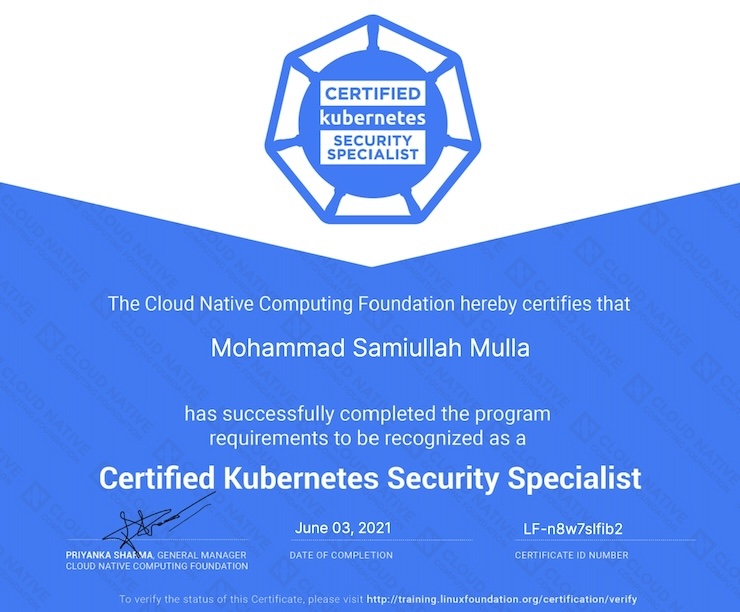 CERTIFIED
kubernetes
SECURITY
SPECIALIST
The Cloud Native Computing Foundation hereby certifies that
Mohammad Samiullah Mulla
has successfully completed the program
requirements to be recognized as a
Certified Kubernetes Security Specialist
June 03, 2021
LF-n8w7slfib2
PRIYANKA SHARMA, GENERAL MANAGER
CLOUD NATIVE COMPUTING FOUNDATION
DATE OF COMPLETION
CERTIFICATE ID NUMBER
To verify the status of this Certificate, please visit http://training.linuxfoundation.org/certification/verify